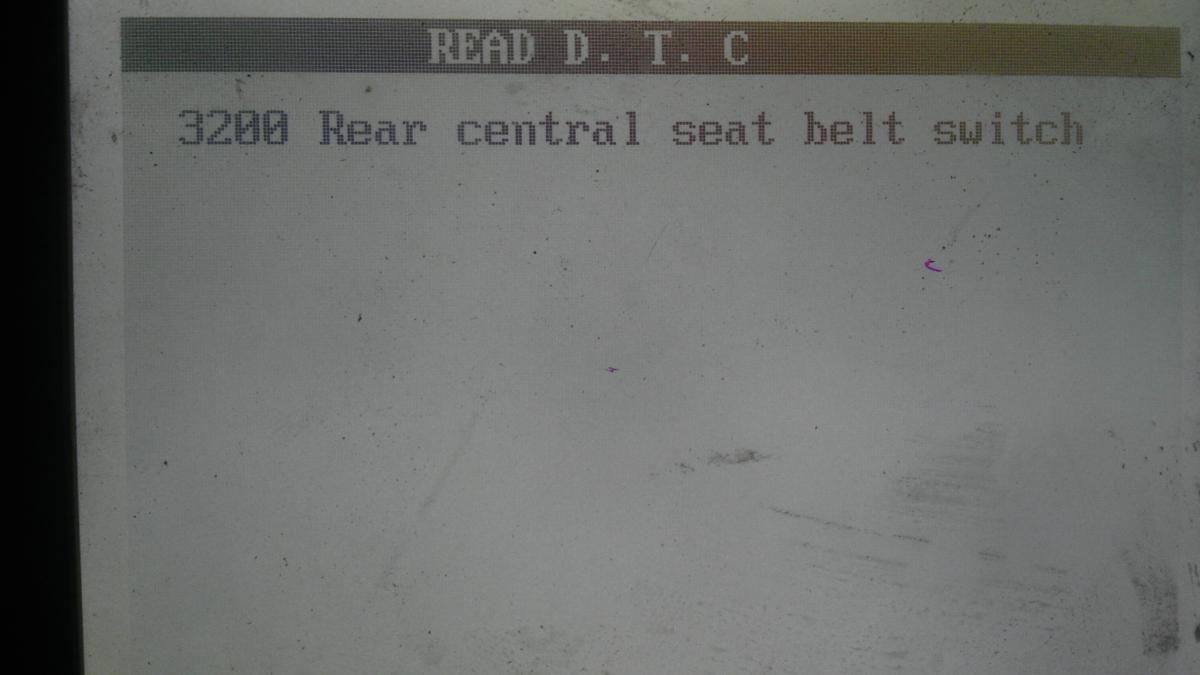 READ D. T. C
3200 Rear central seat belt switch